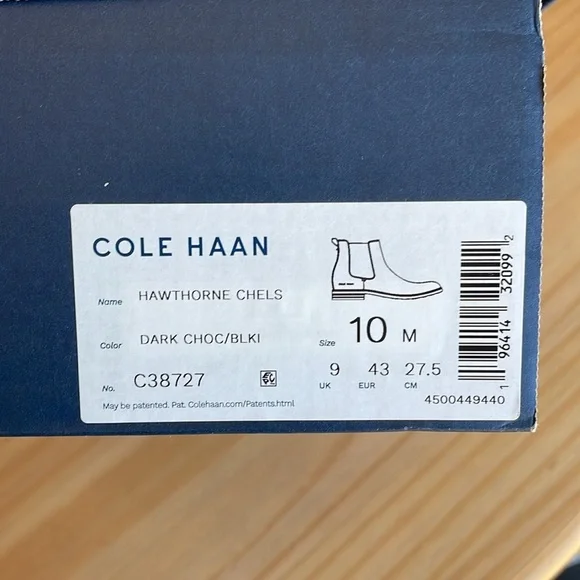 COLE HAAN
Name HAWTHORNE CHELS
Color DARK CHOC/BLKI
No. C38727
May be patented. Pat. Colehaan.com/Patents.html
Size 10 M
9 43 27.5
UK EUR CM
4500449440
1 96414 32099 2